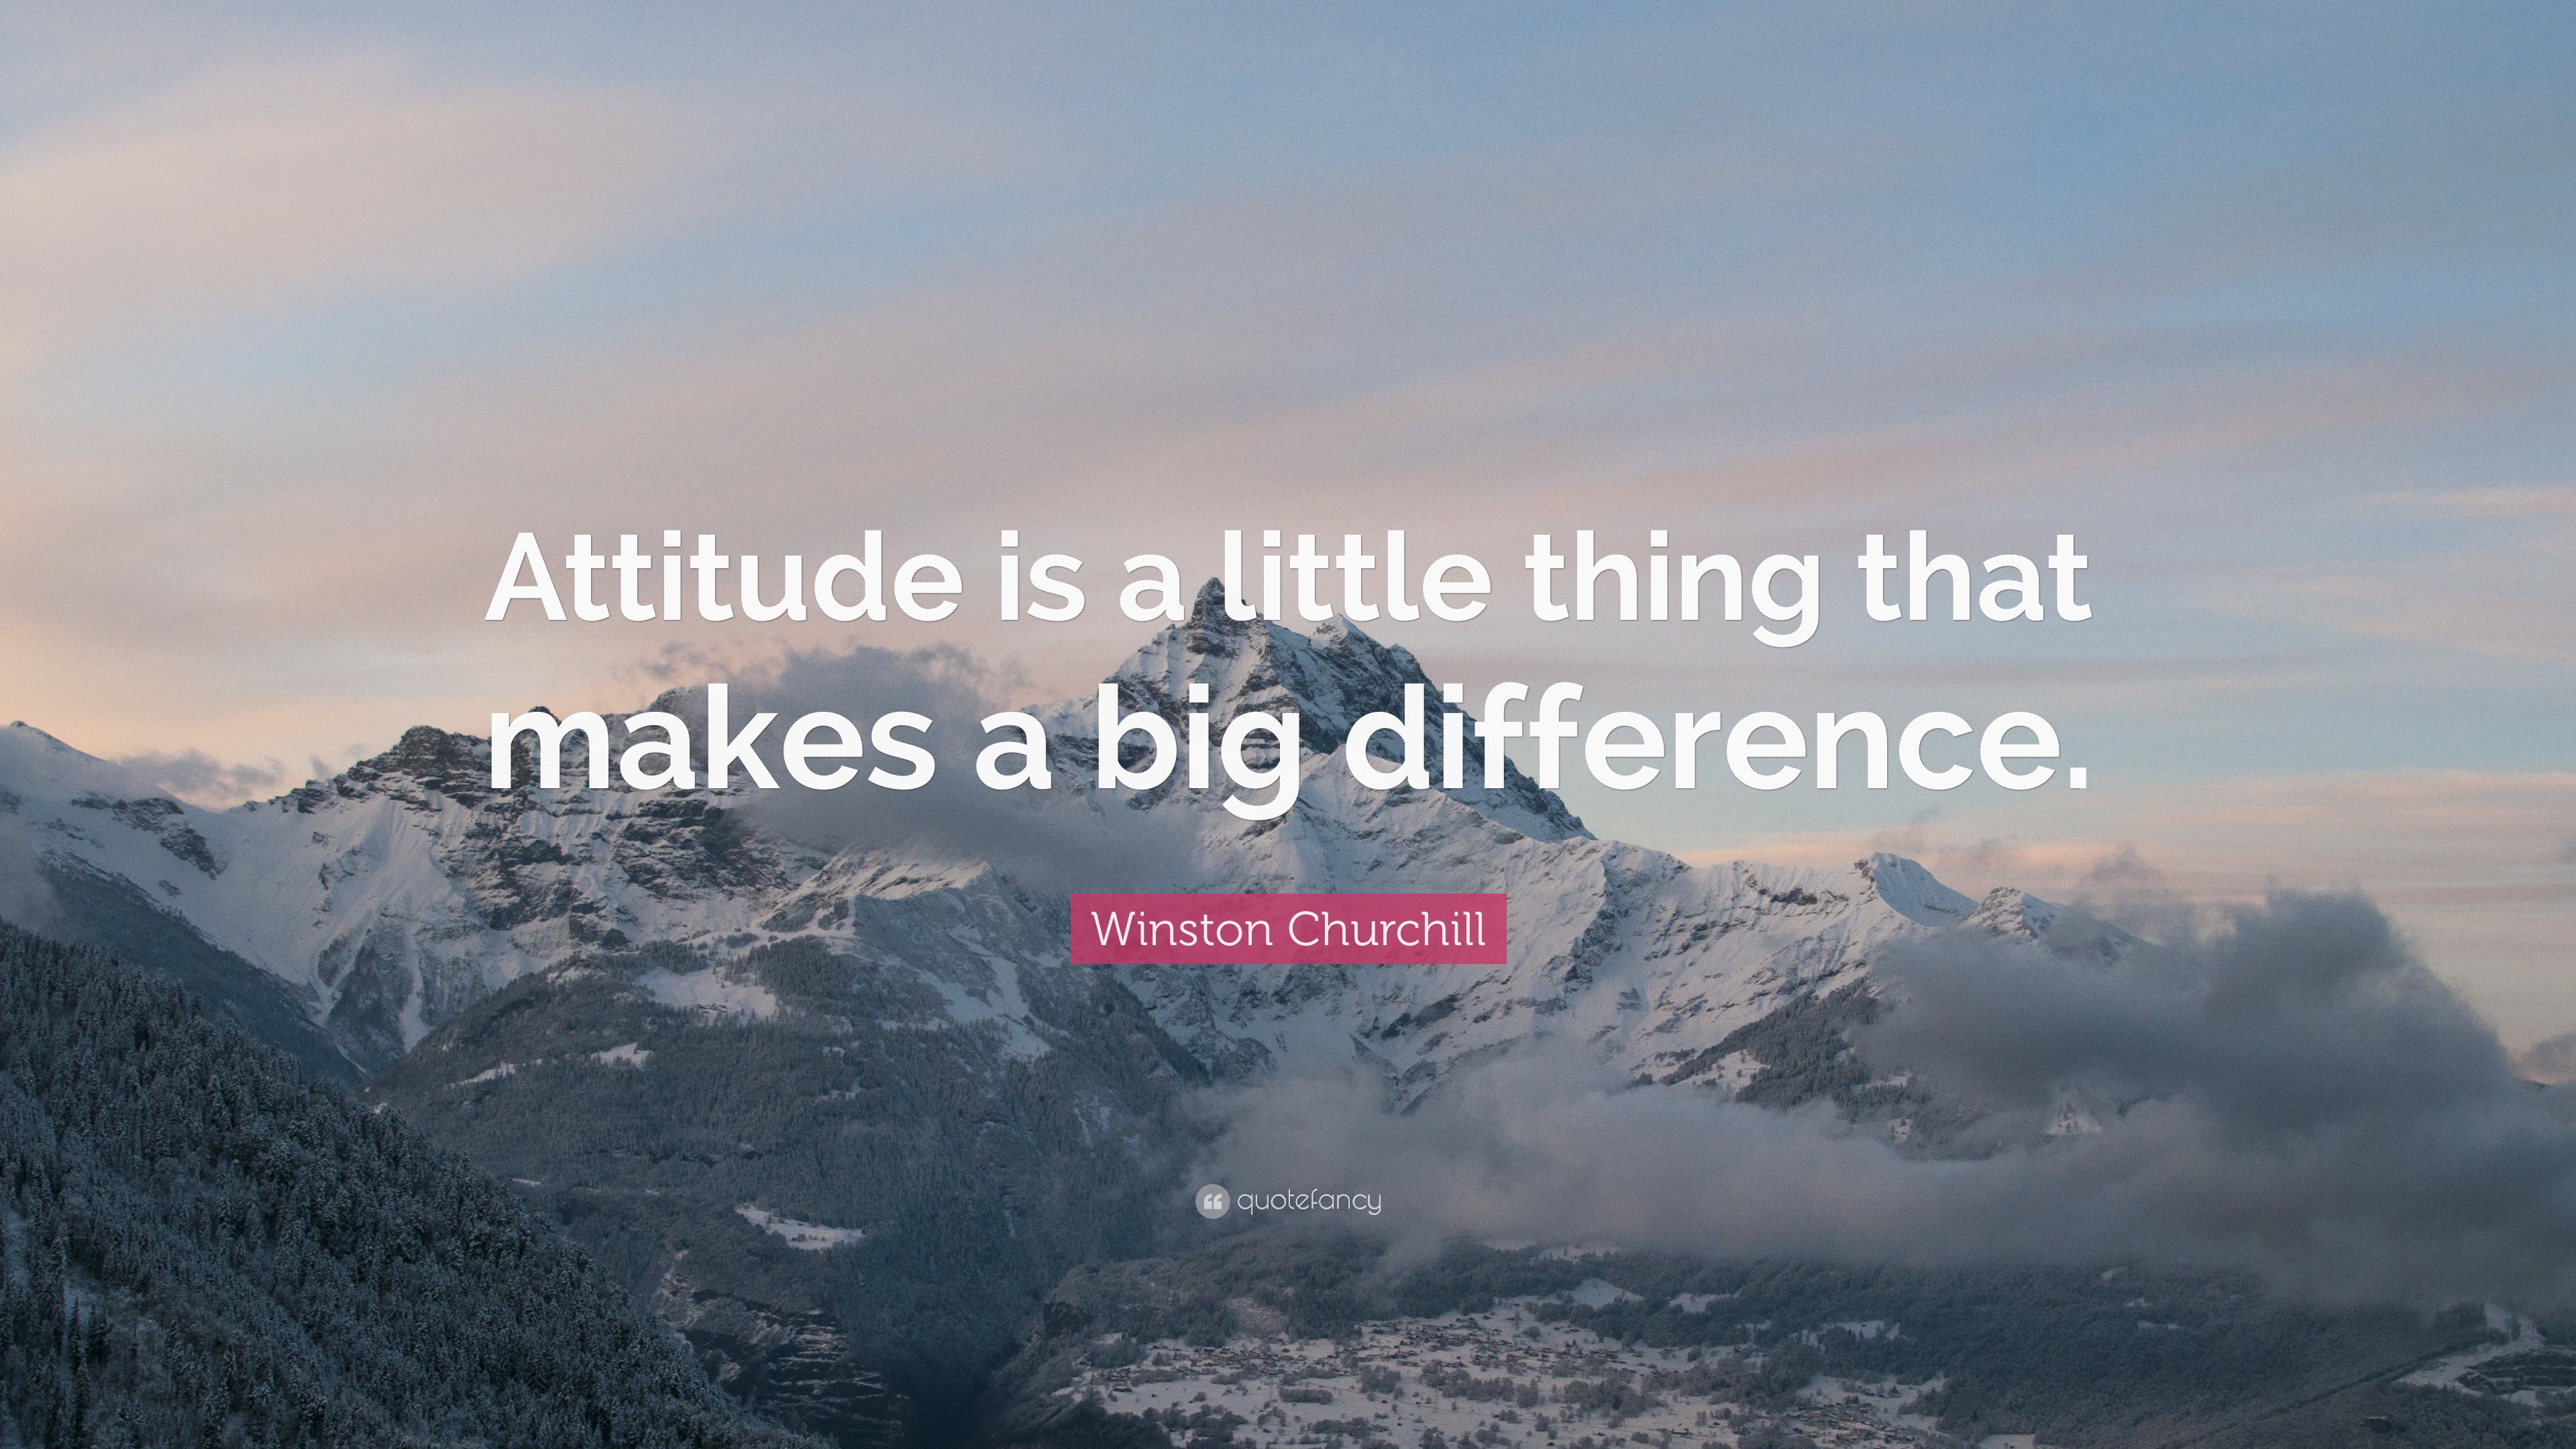 Attitude is a little thing that
makes a big difference.
Winston Churchill
quotefancy